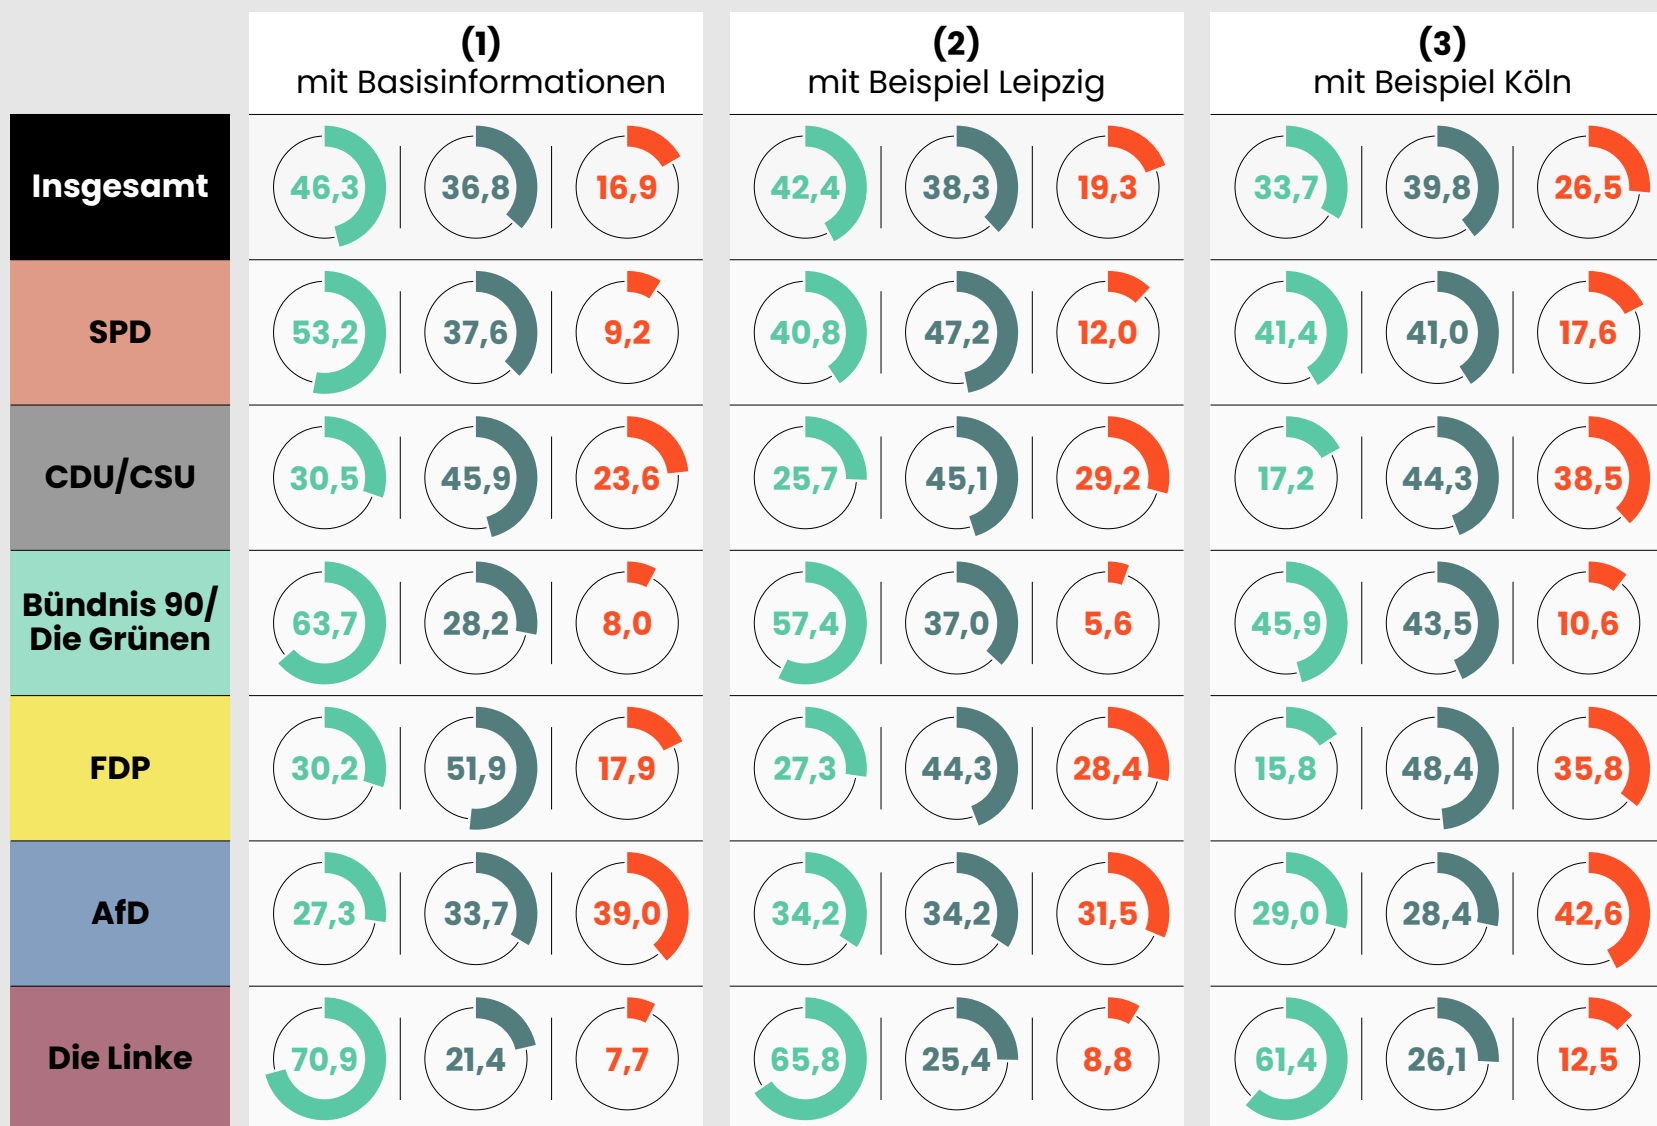 (1)
mit Basisinformationen
(2)
mit Beispiel Leipzig
(3)
mit Beispiel Köln
Insgesamt
46,3 36,8 16,9 42,4 38,3 19,3 33,7 39,8 26,5
SPD
53,2 37,6 9,2 40,8 47,2 12,0 41,4 41,0 17,6
CDU/CSU
30,5 45,9 23,6 25,7 45,1 29,2 17,2 44,3 38,5
Bündnis 90/
Die Grünen
63,7 28,2 8,0 57,4 37,0 5,6 45,9 43,5 10,6
FDP
30,2 51,9 17,9 27,3 44,3 28,4 15,8 48,4 35,8
AfD
27,3 33,7 39,0 34,2 34,2 31,5 29,0 28,4 42,6
Die Linke
70,9 21,4 7,7 65,8 25,4 8,8 61,4 26,1 12,5